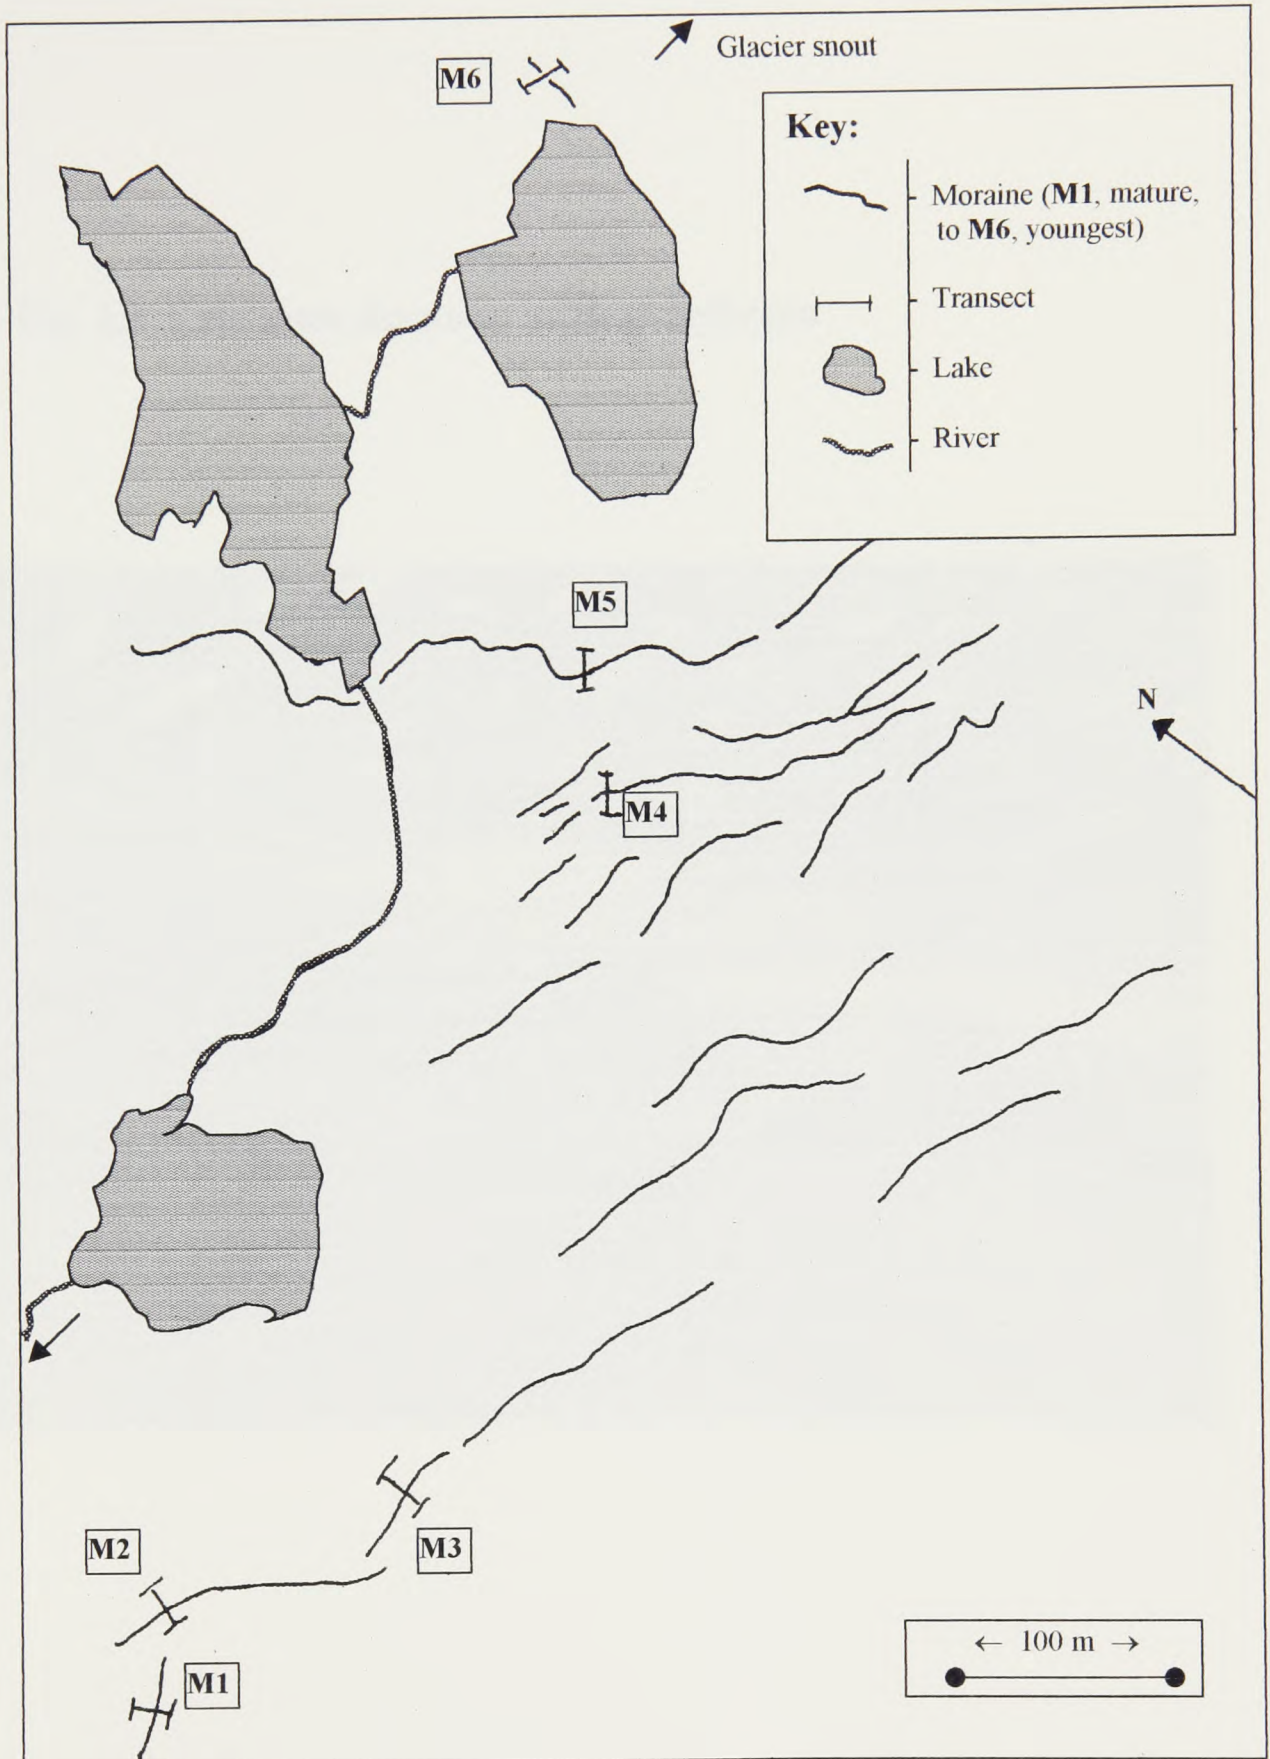 Glacier snout
M6
Key:
Moraine (M1, mature,
to M6, youngest)
Transect
Lake
River
M5
N
M4
M2
M3
M1
← 100 m →